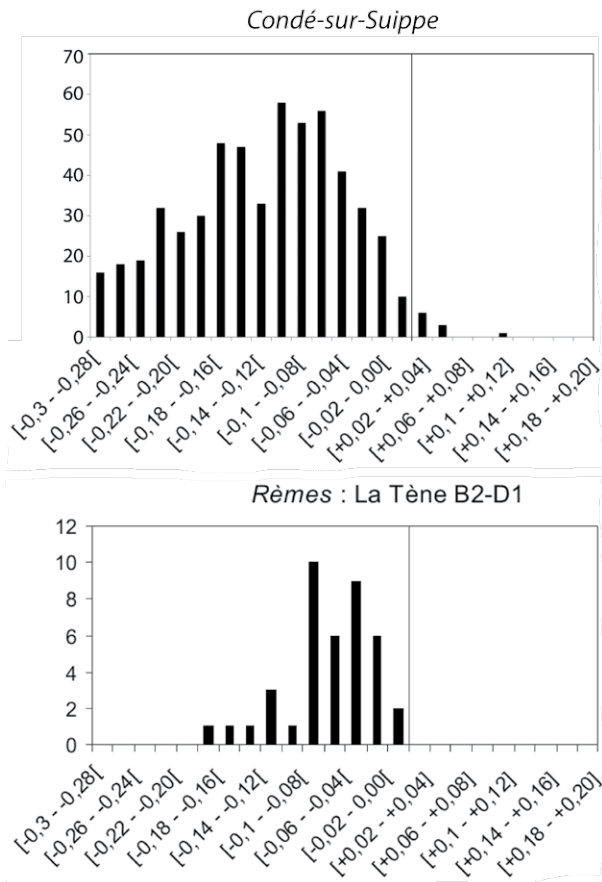 Condé-sur-Suippe
70
60
50
40
30
20
10
0
[-0,3 - -0,28[
[-0,26 - -0,24[
[-0,22 - -0,20[
[-0,18 - -0,16[
[-0,14 - -0,12[
[-0,1 - -0,08[
[-0,06 - -0,04[
[-0,02 - 0,00[
[+0,02 - +0,04]
[+0,06 - +0,08]
[+0,1 - +0,12]
[+0,14 - +0,16]
[+0,18 - +0,20]
Rèmes : La Tène B2-D1
12
10
8
6
4
2
0
[-0,3 - -0,28[
[-0,26 - -0,24[
[-0,22 - -0,20[
[-0,18 - -0,16[
[-0,14 - -0,12[
[-0,1 - -0,08[
[-0,06 - -0,04[
[-0,02 - 0,00[
[+0,02 - +0,04]
[+0,06 - +0,08]
[+0,1 - +0,12]
[+0,14 - +0,16]
[+0,18 - +0,20]